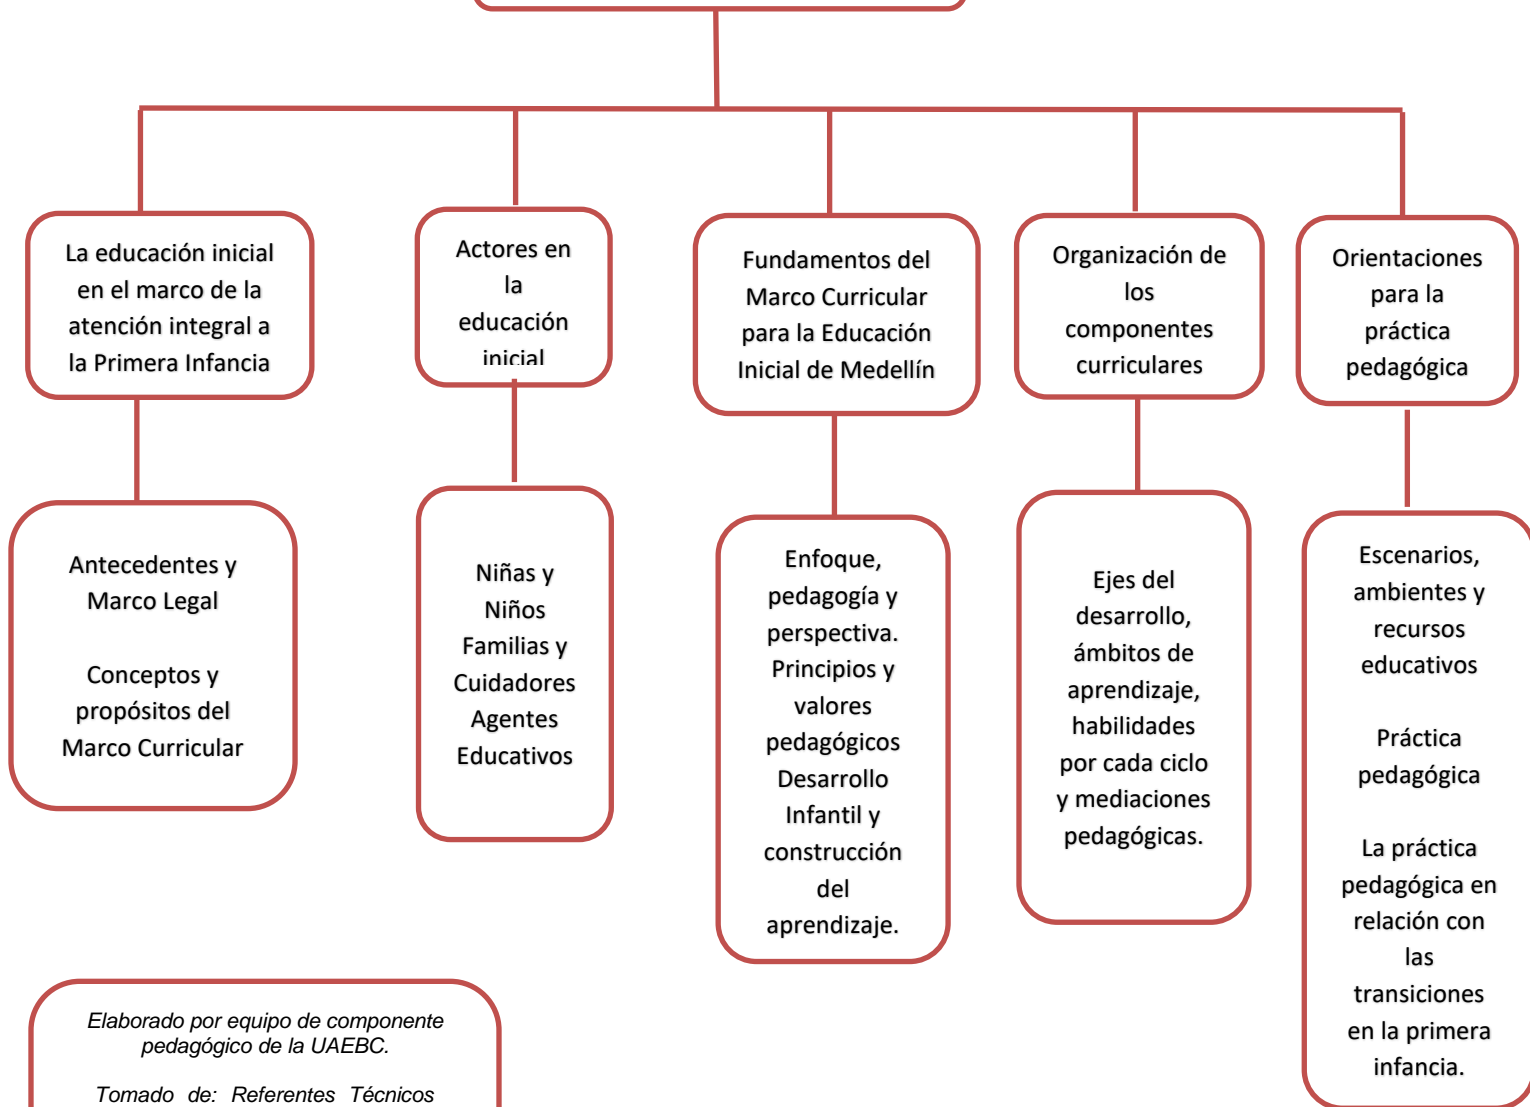 La educación inicial
en el marco de la
atención integral a
la Primera Infancia
Actores en
la
educación
inicial
Fundamentos del
Marco Curricular
para la Educación
Inicial de Medellín
Organización de
los
componentes
curriculares
Orientaciones
para la
práctica
pedagógica
Antecedentes y
Marco Legal
Conceptos y
propósitos del
Marco Curricular
Niñas y
Niños
Familias y
Cuidadores
Agentes
Educativos
Enfoque,
pedagogía y
perspectiva.
Principios y
valores
pedagógicos
Desarrollo
Infantil y
construcción
del
aprendizaje.
Ejes del
desarrollo,
ámbitos de
aprendizaje,
habilidades
por cada ciclo
y mediaciones
pedagógicas.
Escenarios,
ambientes y
recursos
educativos
Práctica
pedagógica
La práctica
pedagógica en
relación con
las
transiciones
en la primera
infancia.
Elaborado por equipo de componente
pedagógico de la UAEBC.
Tomado de: Referentes Técnicos